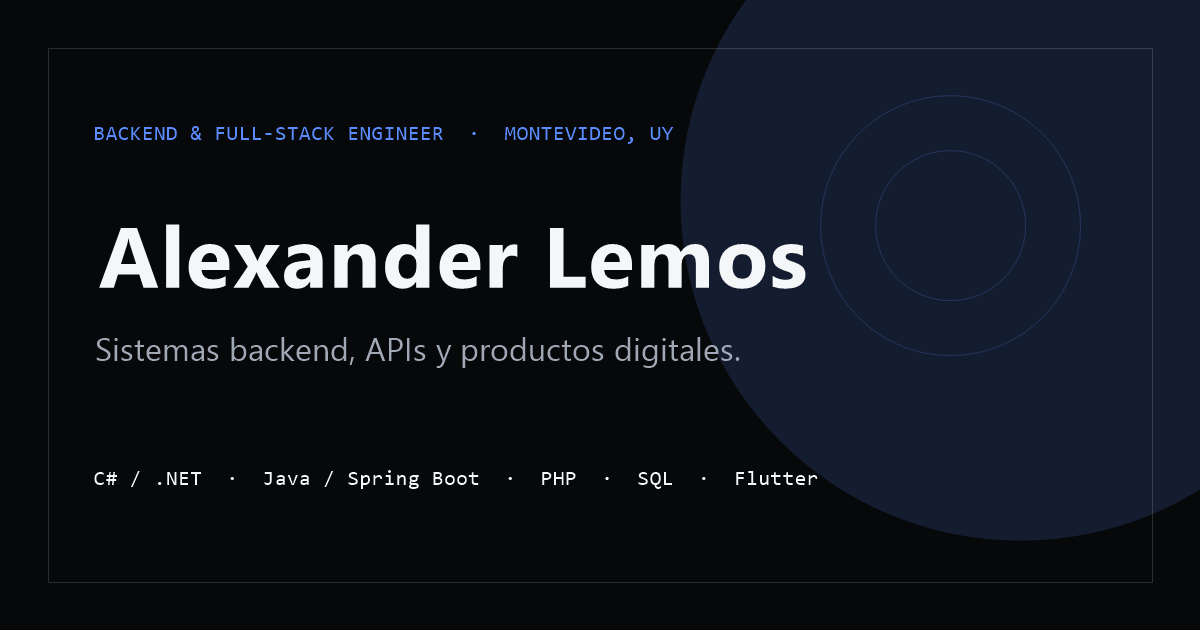 BACKEND & FULL-STACK ENGINEER · MONTEVIDEO, UY
Alexander Lemos
Sistemas backend, APIs y productos digitales.
C# / .NET · Java / Spring Boot · PHP · SQL · Flutter